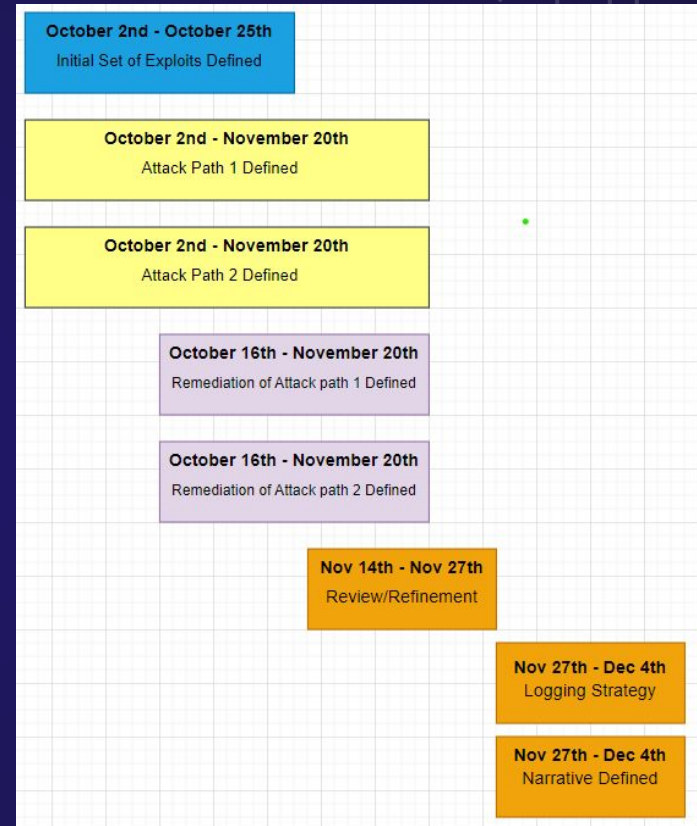 October 2nd - October 25th
Initial Set of Exploits Defined
October 2nd - November 20th
Attack Path 1 Defined
October 2nd - November 20th
Attack Path 2 Defined
October 16th - November 20th
Remediation of Attack path 1 Defined
October 16th - November 20th
Remediation of Attack path 2 Defined
Nov 14th - Nov 27th
Review/Refinement
Nov 27th - Dec 4th
Logging Strategy
Nov 27th - Dec 4th
Narrative Defined